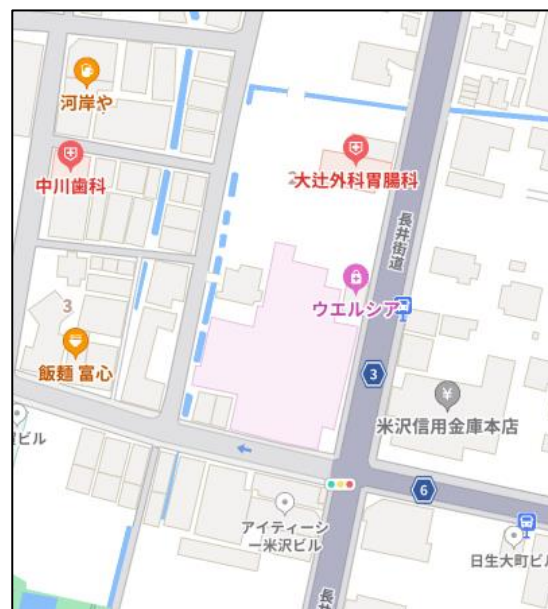 河岸や
中川歯科
大辻外科胃腸科
長井街道
ウエルシア
3
飯麺 富心
3
米沢信用金庫本店
ビル
6
アイティーシ
ー米沢ビル
日生大町ビル
長井